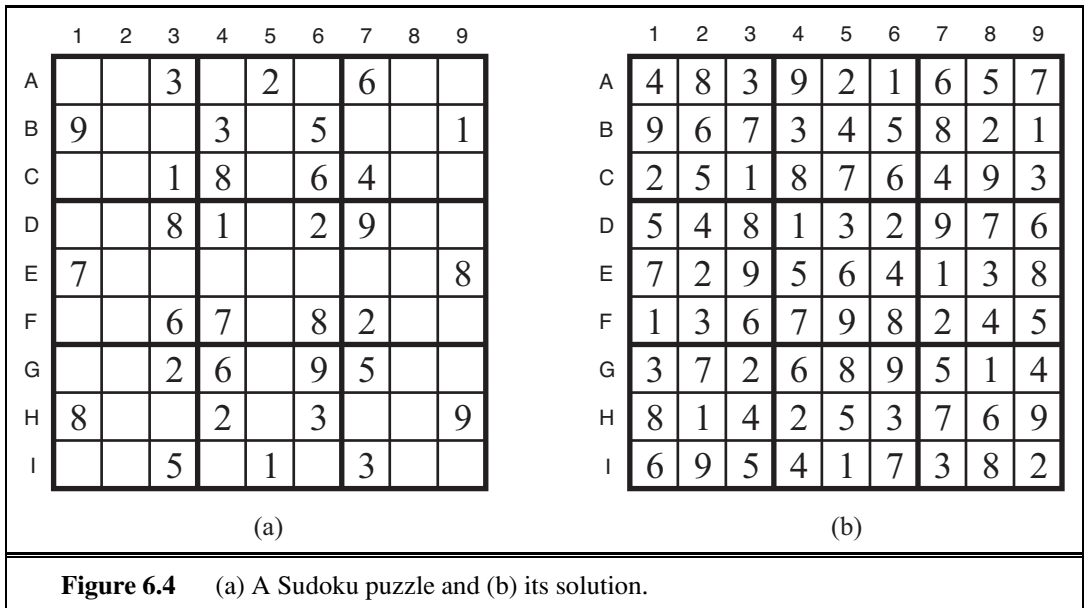 1 2 3 4 5 6 7 8 9
A 3 2 6
B 9 3 5 1
C 1 8 6 4
D 8 1 2 9
E 7 8
F 6 7 8 2
G 2 6 9 5
H 8 2 3 9
I 5 1 3
(a)
1 2 3 4 5 6 7 8 9
A 4 8 3 9 2 1 6 5 7
B 9 6 7 3 4 5 8 2 1
C 2 5 1 8 7 6 4 9 3
D 5 4 8 1 3 2 9 7 6
E 7 2 9 5 6 4 1 3 8
F 1 3 6 7 9 8 2 4 5
G 3 7 2 6 8 9 5 1 4
H 8 1 4 2 5 3 7 6 9
I 6 9 5 4 1 7 3 8 2
(b)
Figure 6.4 (a) A Sudoku puzzle and (b) its solution.